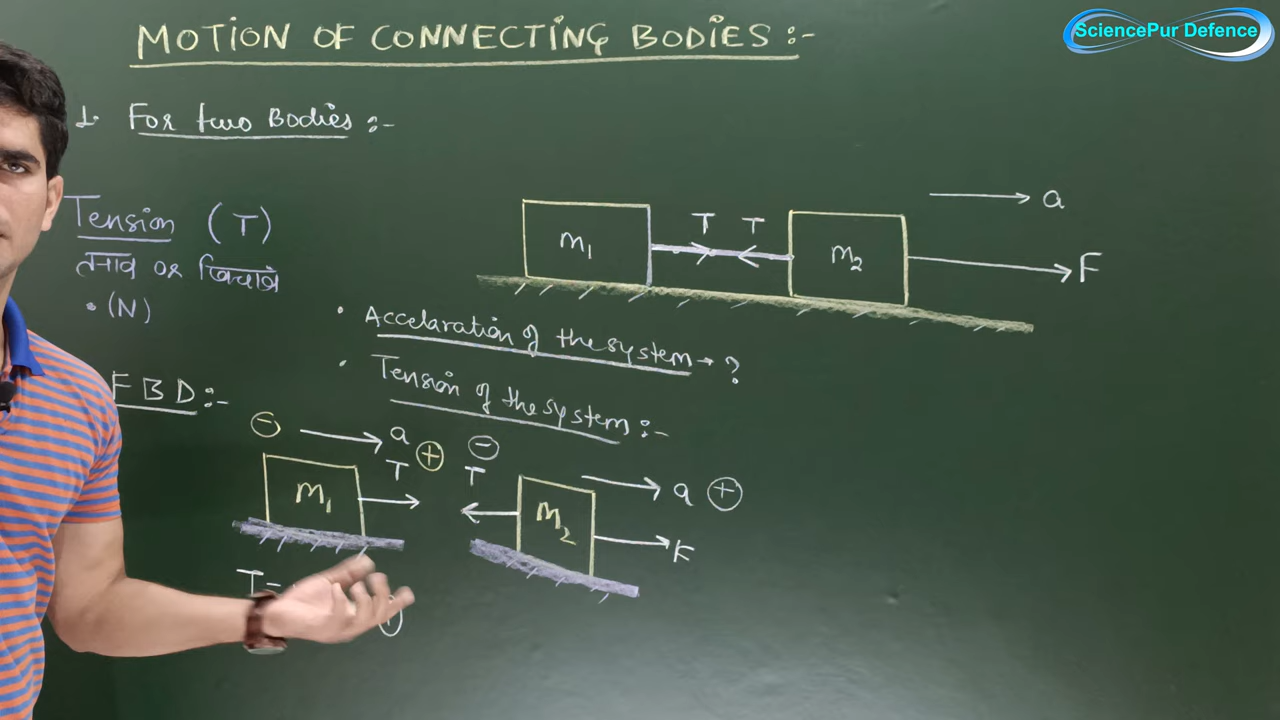 MOTION OF CONNECTING BODIES :-
SciencePur Defence
1. For two Bodies :-
Tension (T)
तनाव or खिंचाव
• (N)
T T
m1
m2
a
F
• Accelaration of the system → ?
• Tension of the system :-
FBD :-
- a +
T
m1
-
T
m2
a +
F
T =